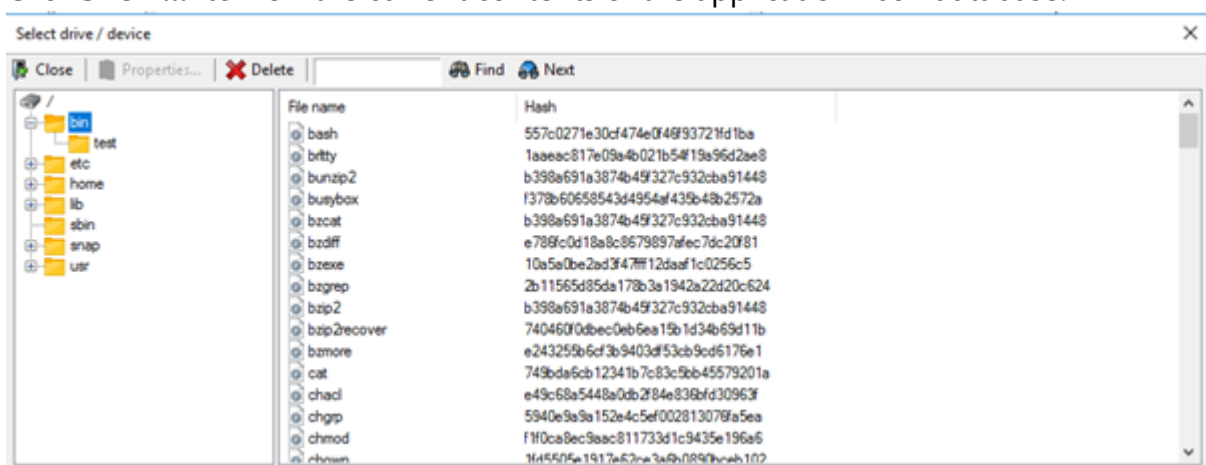 Select drive / device
Close Properties... Delete Find Next
/
bin
test
etc
home
lib
sbin
snap
usr
File name Hash
bash 557c0271e30cf474e0f46f93721fd1ba
brltty 1aaeac817e09a4b021b54f19a96d2ae8
bunzip2 b398a691a3874b45f327c932cba91448
busybox f378b60658543d4954af435b48b2572a
bzcat b398a691a3874b45f327c932cba91448
bzdiff e786fc0d18a8c8679897afec7dc20f81
bzexe 10a5a0be2ad3f47ffff12daaf1c0256c5
bzgrep 2b11565d85da178b3a1942a22d20c624
bzip2 b398a691a3874b45f327c932cba91448
bzip2recover 740460f0dbec0eb6ea15b1d34b69d11b
bzmore e243255b6cf3b9403df53cb9cd6176e1
cat 749bda6cb12341b7c83c5bb45579201a
chacl e49c68a5448a0db2f84e836bfd30963f
chgrp 5940e9a9a152e4c5ef002813076fa5ea
chmod f1f0ca8ec9aac811733d1c9435e196a6
chown